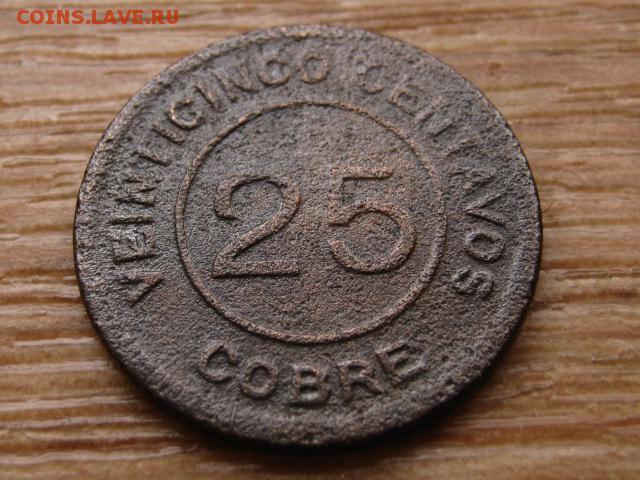 COINS.LAVE.RU
VEINTICINCO CENTAVOS
25
COBRE